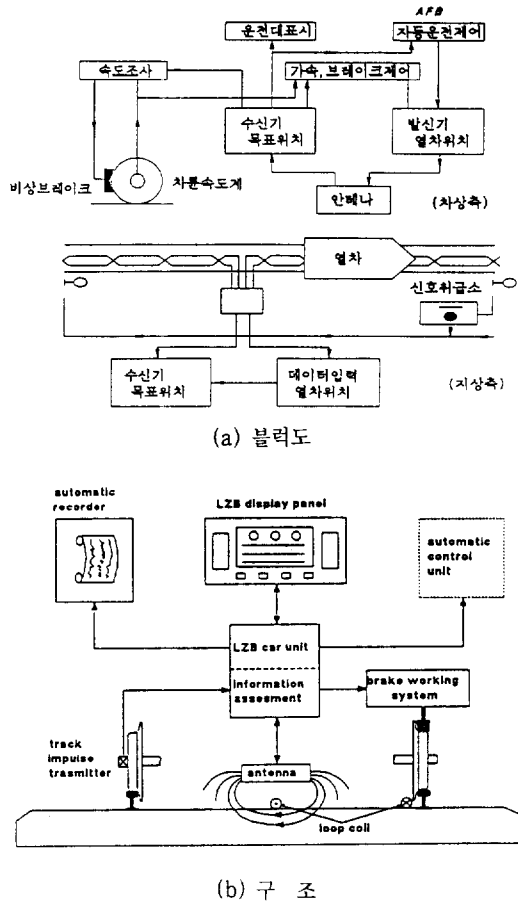 AFB
운전대표시
자동운전제어
속도조사
가속, 브레이크제어
수신기
목표위치
발신기
열차위치
비상브레이크
차륜속도계
안테나
(차상측)
열차
신호취급소
수신기
목표위치
데이터입력
열차위치
(지상측)
(a) 블럭도
automatic
recorder
LZB display panel
automatic
control
unit
LZB car unit
information
assesment
brake working
system
track
impulse
trasmitter
antenna
loop coil
(b) 구 조